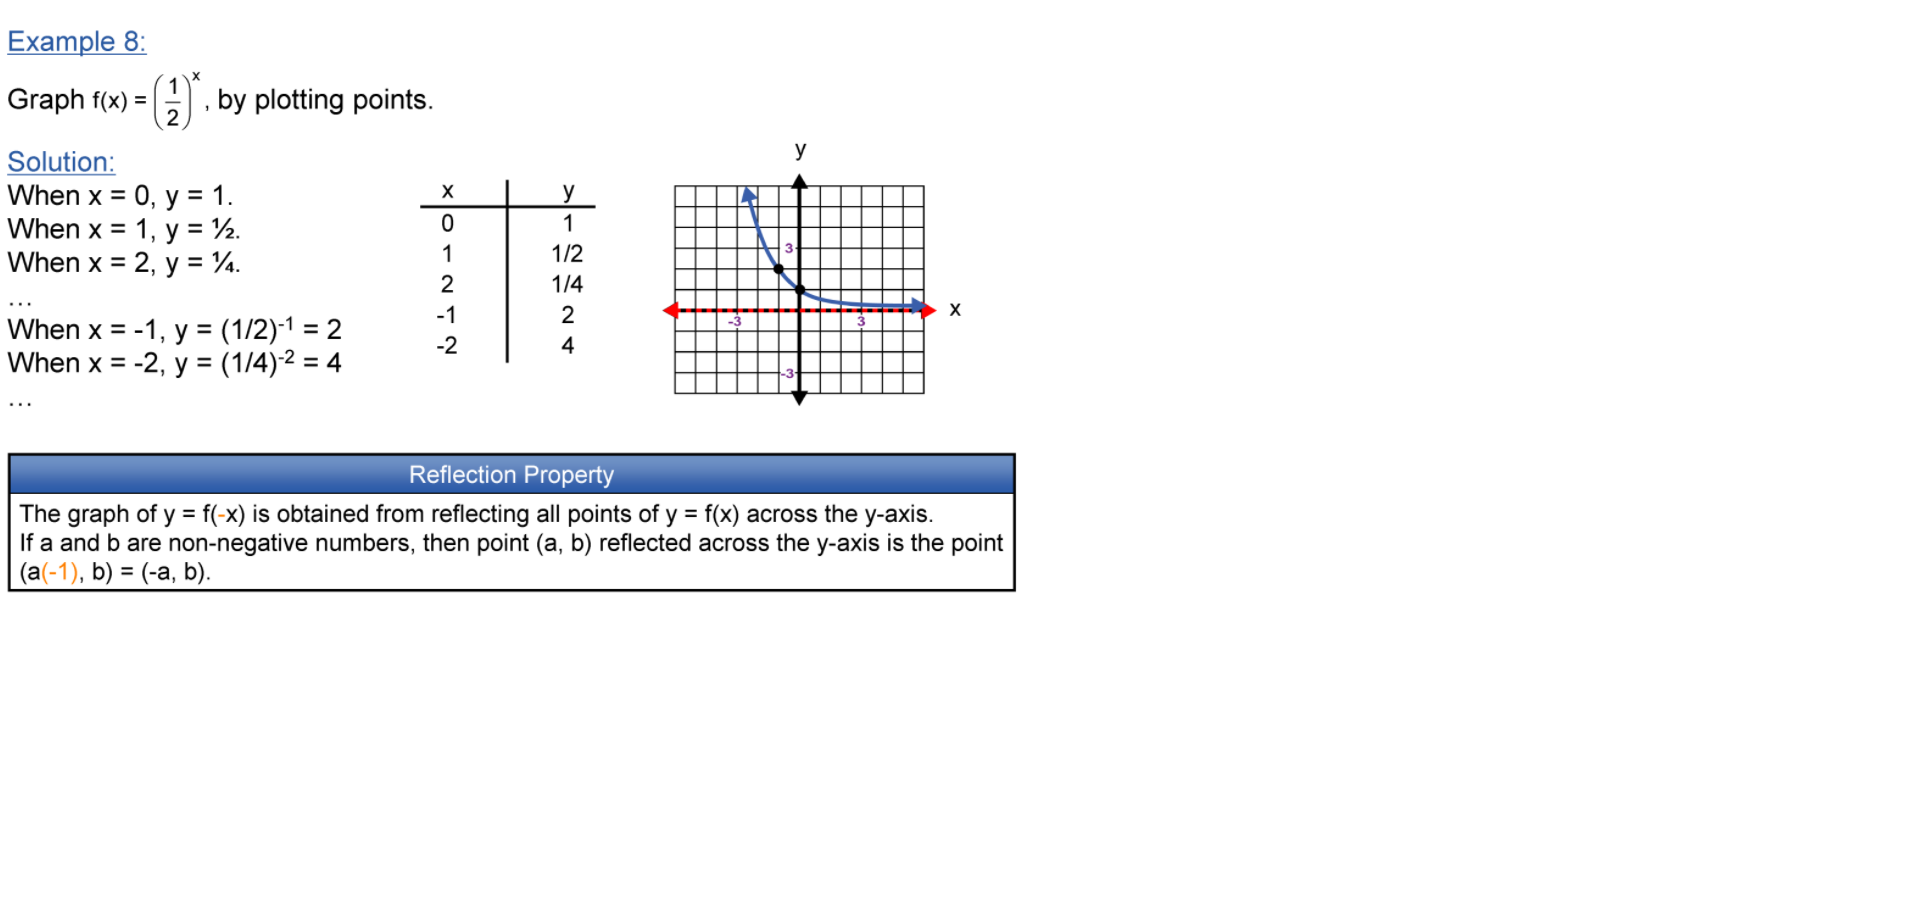 Example 8:
Graph f(x) = (1/2)^x, by plotting points.
Solution:
When x = 0, y = 1.
When x = 1, y = ½.
When x = 2, y = ¼.
...
When x = -1, y = (1/2)-1 = 2
When x = -2, y = (1/4)-2 = 4
...
x y
0 1
1 1/2
2 1/4
-1 2
-2 4
y
3
x
-3 3
-3
Reflection Property
The graph of y = f(-x) is obtained from reflecting all points of y = f(x) across the y-axis.
If a and b are non-negative numbers, then point (a, b) reflected across the y-axis is the point
(a(-1), b) = (-a, b).